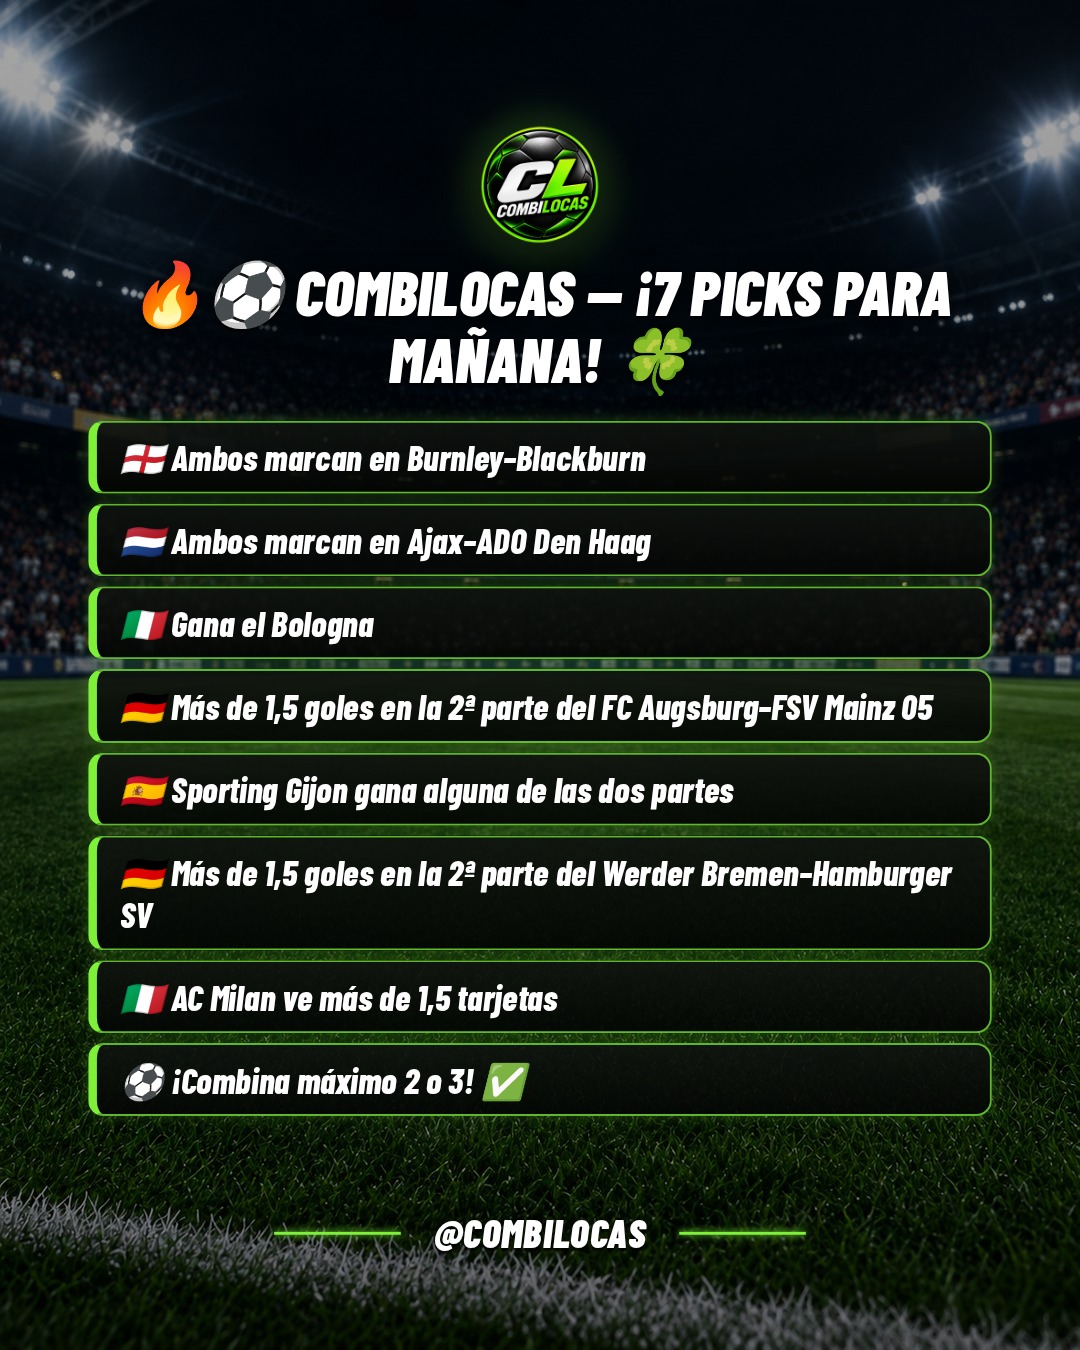 CL
COMBILOCAS
🔥⚽ COMBILOCAS – ¡7 PICKS PARA
MAÑANA! 🍀
🏴󠁧󠁢󠁥󠁮󠁧󠁿 Ambos marcan en Burnley-Blackburn
🇳🇱 Ambos marcan en Ajax-ADO Den Haag
🇮🇹 Gana el Bologna
🇩🇪 Más de 1,5 goles en la 2ª parte del FC Augsburg-FSV Mainz 05
🇪🇸 Sporting Gijon gana alguna de las dos partes
🇩🇪 Más de 1,5 goles en la 2ª parte del Werder Bremen-Hamburger
SV
🇮🇹 AC Milan ve más de 1,5 tarjetas
⚽ ¡Combina máximo 2 o 3! ✅
@COMBILOCAS